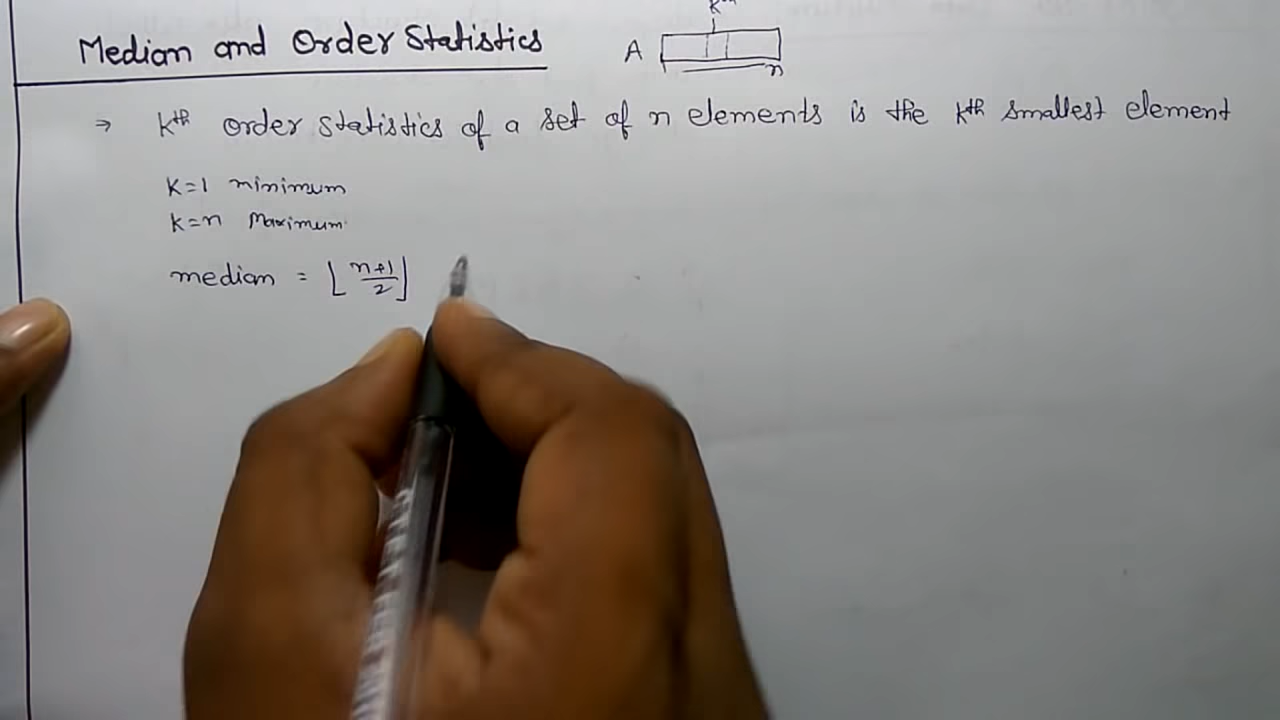 Median and Order Statistics
A
n
⇒ Kth order statistics of a set of n elements is the Kth smallest element
K=1 minimum
K=n Maximum
median = ⌊n+1/2⌋